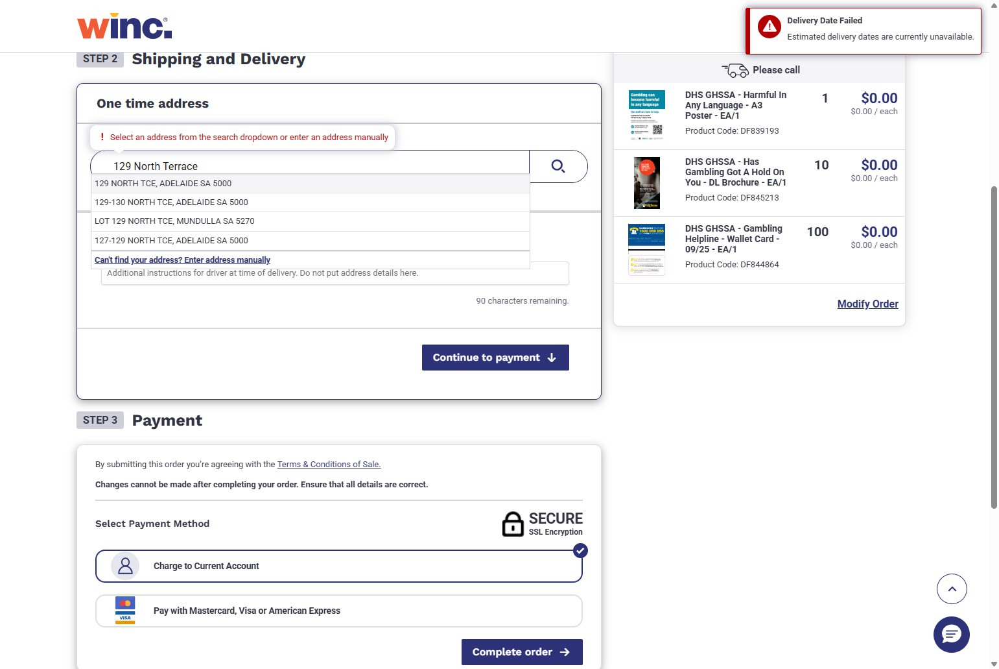 winc.
Delivery Date Failed
Estimated delivery dates are currently unavailable.
STEP 2
Shipping and Delivery
One time address
! Select an address from the search dropdown or enter an address manually
129 North Terrace
129 NORTH TCE, ADELAIDE SA 5000
129-130 NORTH TCE, ADELAIDE SA 5000
LOT 129 NORTH TCE, MUNDULLA SA 5270
127-129 NORTH TCE, ADELAIDE SA 5000
Can't find your address? Enter address manually
Additional instructions for driver at time of delivery. Do not put address details here.
90 characters remaining.
Continue to payment
STEP 3
Payment
By submitting this order you're agreeing with the Terms & Conditions of Sale.
Changes cannot be made after completing your order. Ensure that all details are correct.
Select Payment Method
SECURE
SSL Encryption
Charge to Current Account
VISA
Pay with Mastercard, Visa or American Express
Complete order
Please call
Gambling can
become harmful
in any language
DHS GHSSA - Harmful In
Any Language - A3
Poster - EA/1
Product Code: DF839193
1
$0.00
$0.00 / each
DHS GHSSA - Has
Gambling Got A Hold On
You - DL Brochure - EA/1
Product Code: DF845213
10
$0.00
$0.00 / each
GAMBLING HELPLINE
1800 858 858
DHS GHSSA - Gambling
Helpline - Wallet Card -
09/25 - EA/1
Product Code: DF844864
100
$0.00
$0.00 / each
Modify Order